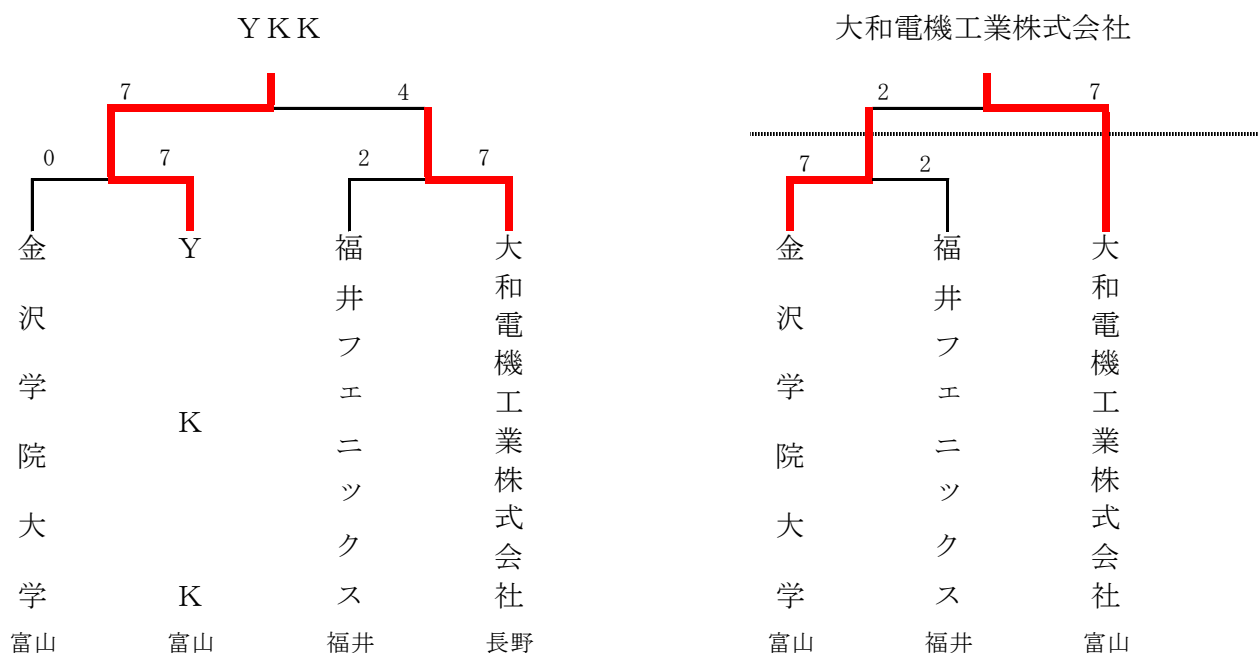 ＹＫＫ
大和電機工業株式会社
7 4
2 7
0 7 2 7
7 2
金沢学院大学
ＹＫＫ
福井フェニックス
大和電機工業株式会社
金沢学院大学
福井フェニックス
大和電機工業株式会社
富山 富山 福井 長野
富山 福井 富山